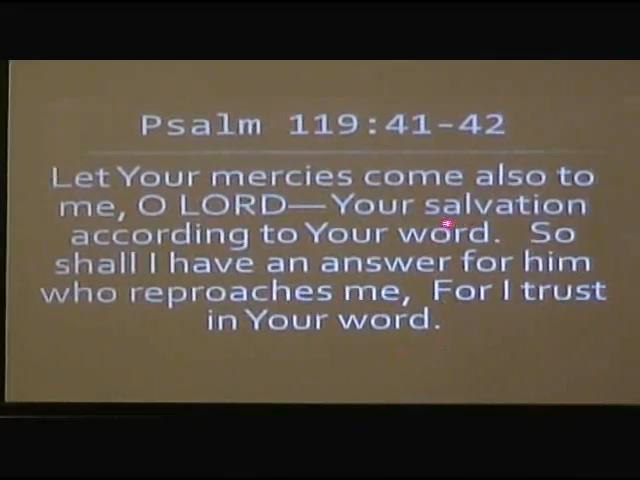 Psalm 119:41-42
Let Your mercies come also to
me, O LORD—Your salvation
according to Your word. So
shall I have an answer for him
who reproaches me, For I trust
in Your word.